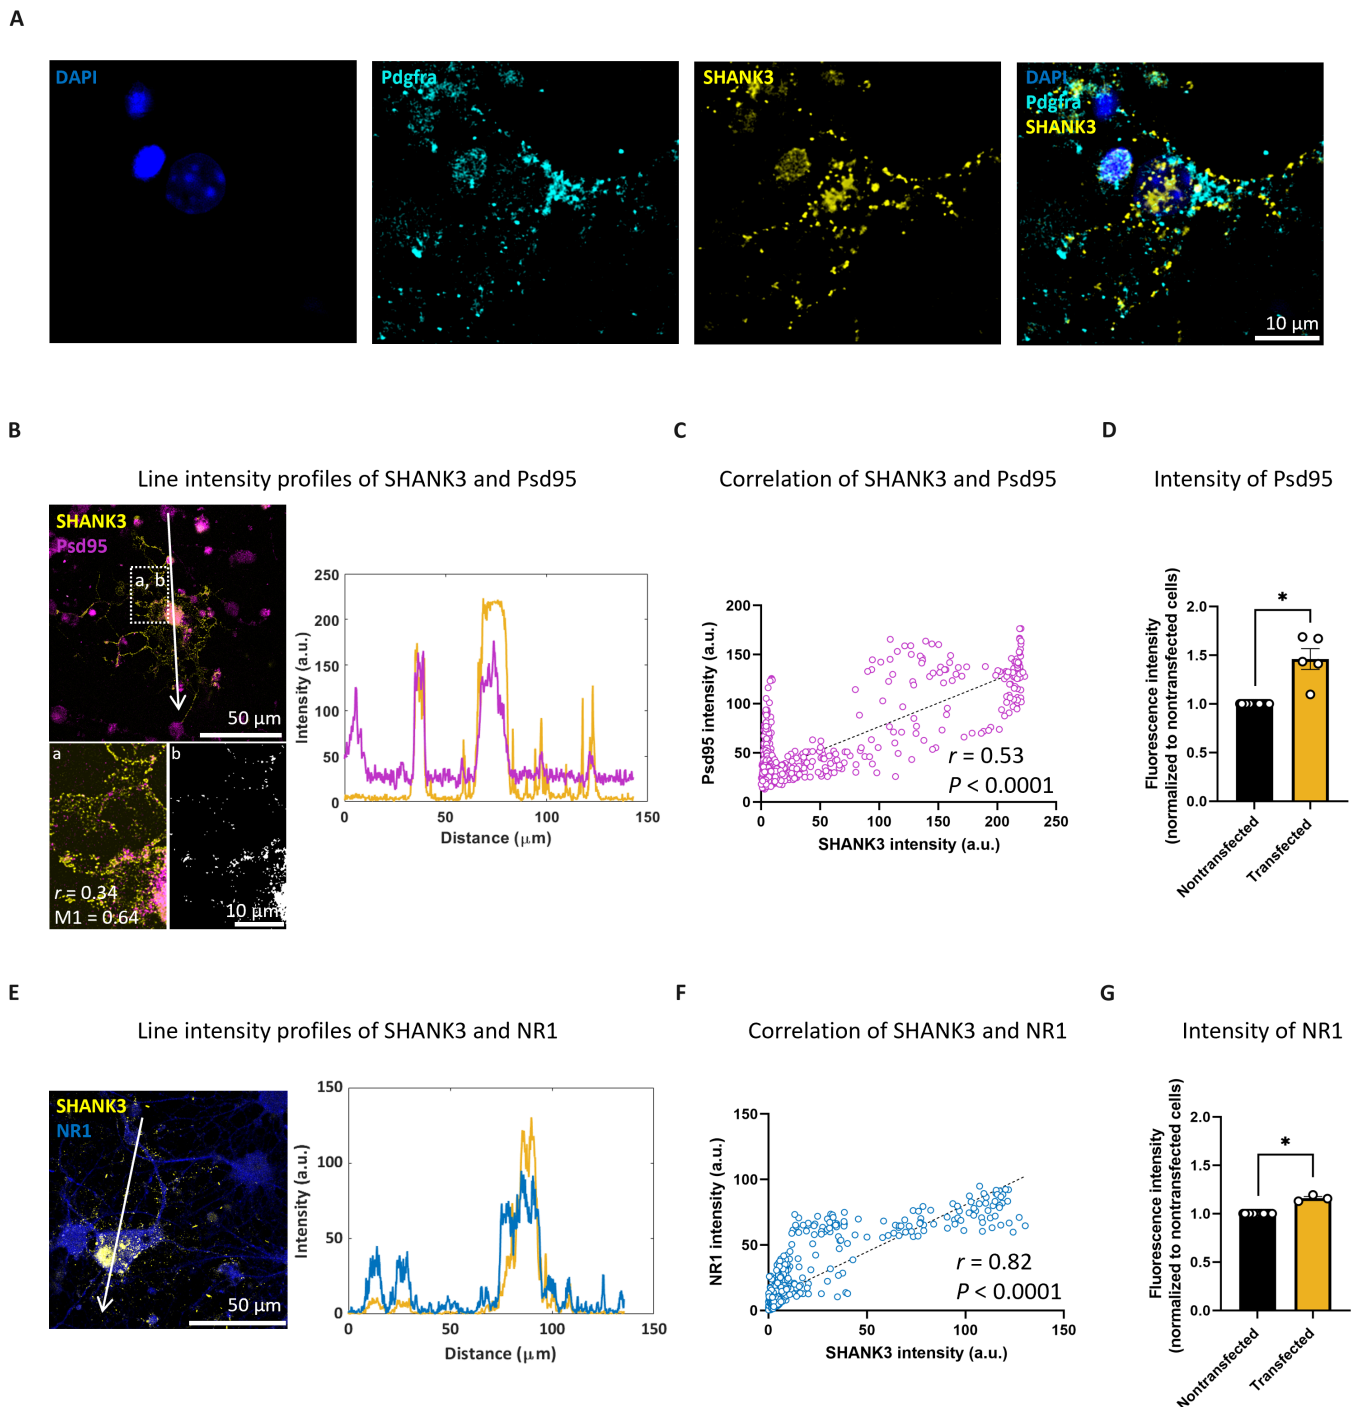 A
DAPI
Pdgfra
SHANK3
DAPI
Pdgfra
SHANK3
10 µm
B
Line intensity profiles of SHANK3 and Psd95
SHANK3
Psd95
a, b
50 µm
a
r = 0.34
M1 = 0.64
b
10 µm
Intensity (a.u.)
250
200
150
100
50
0
0 50 100 150
Distance (µm)
C
Correlation of SHANK3 and Psd95
Psd95 intensity (a.u.)
200
150
100
50
0
r = 0.53
P < 0.0001
0 50 100 150 200 250
SHANK3 intensity (a.u.)
D
Intensity of Psd95
Fluorescence intensity
(normalized to nontransfected cells)
2.0
1.5
1.0
0.5
0.0
*
Nontransfected
Transfected
E
Line intensity profiles of SHANK3 and NR1
SHANK3
NR1
50 µm
Intensity (a.u.)
150
100
50
0
0 50 100 150
Distance (µm)
F
Correlation of SHANK3 and NR1
NR1 intensity (a.u.)
150
100
50
0
r = 0.82
P < 0.0001
0 50 100 150
SHANK3 intensity (a.u.)
G
Intensity of NR1
Fluorescence intensity
(normalized to nontransfected cells)
2.0
1.5
1.0
0.5
0.0
*
Nontransfected
Transfected